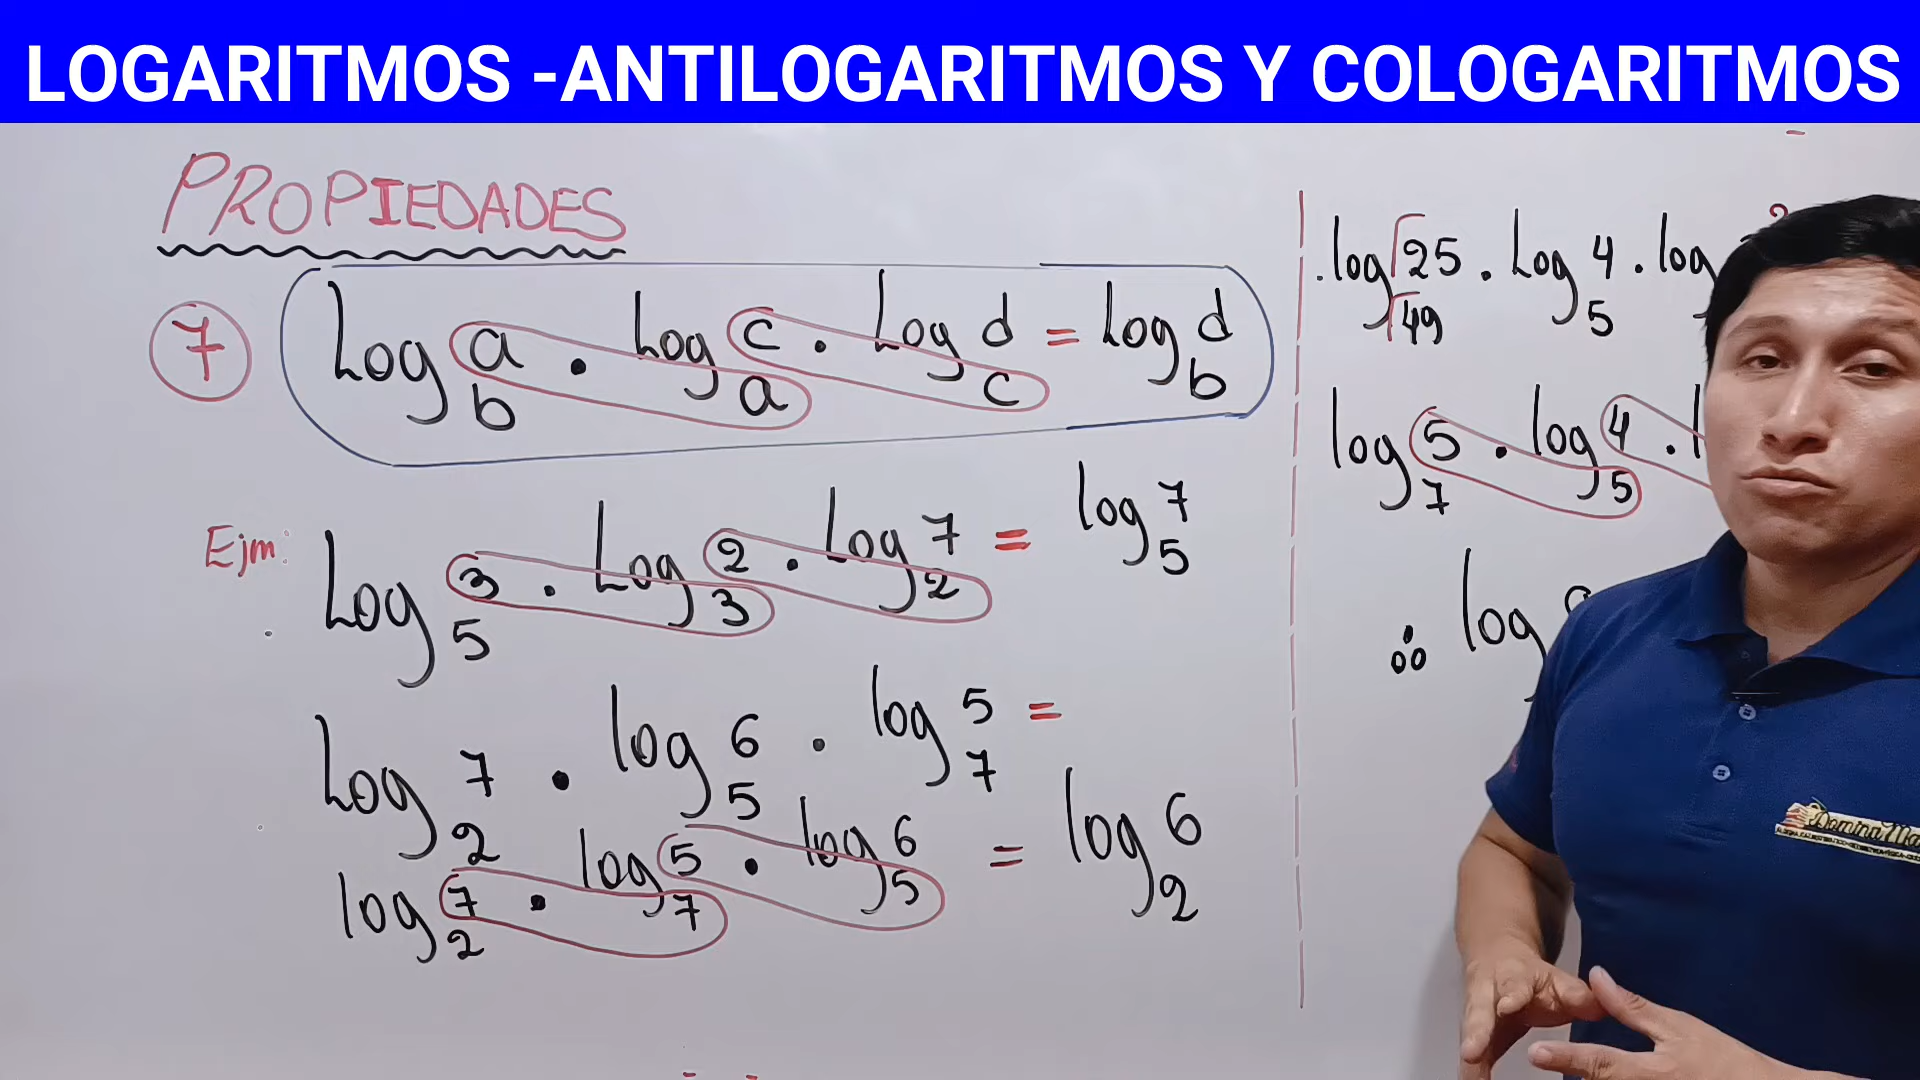 LOGARITMOS -ANTILOGARITMOS Y COLOGARITMOS
PROPIEDADES
7 Log_b a . Log_a c . Log_c d = log_b d
Ejm: Log_5 3 . Log_3 2 . Log_2 7 = log_5 7
Log_2 7 . log_5 6 . log_7 5 =
log_2 7 . log_7 5 . log_5 6 = log_2 6
. log_√49 √25 . Log_5 4 . log
log_7 5 . log_5 4 .
∴ log
Domina